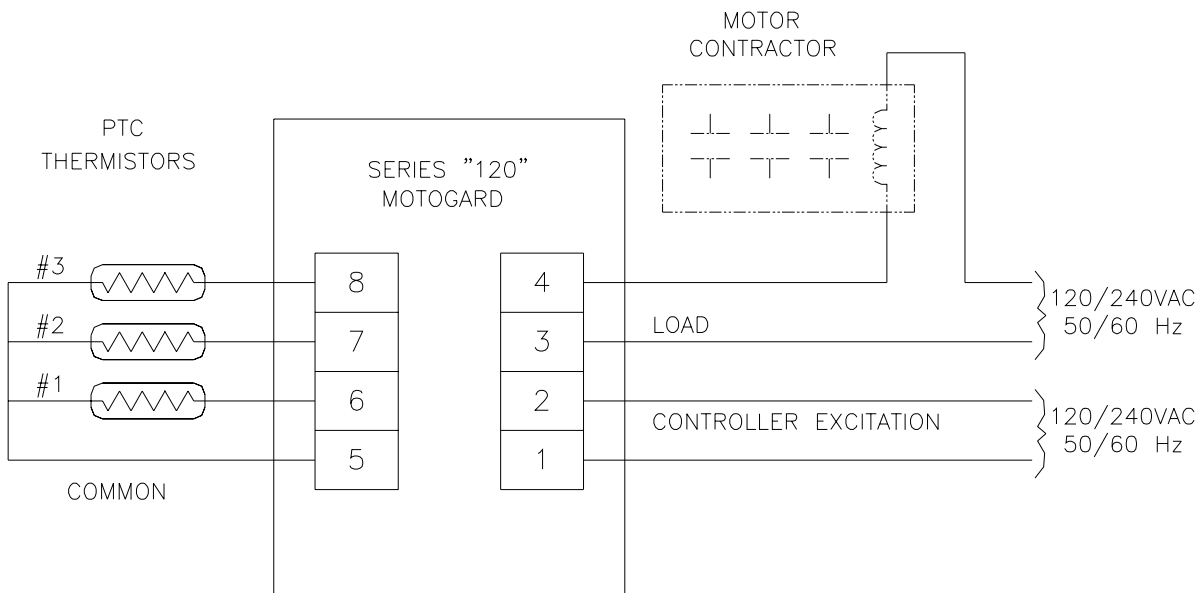 MOTOR
CONTRACTOR
PTC
THERMISTORS
SERIES "120"
MOTOGARD
#3
8
4
120/240VAC
50/60 Hz
#2
7
3
LOAD
#1
6
2
CONTROLLER EXCITATION
120/240VAC
50/60 Hz
5
1
COMMON